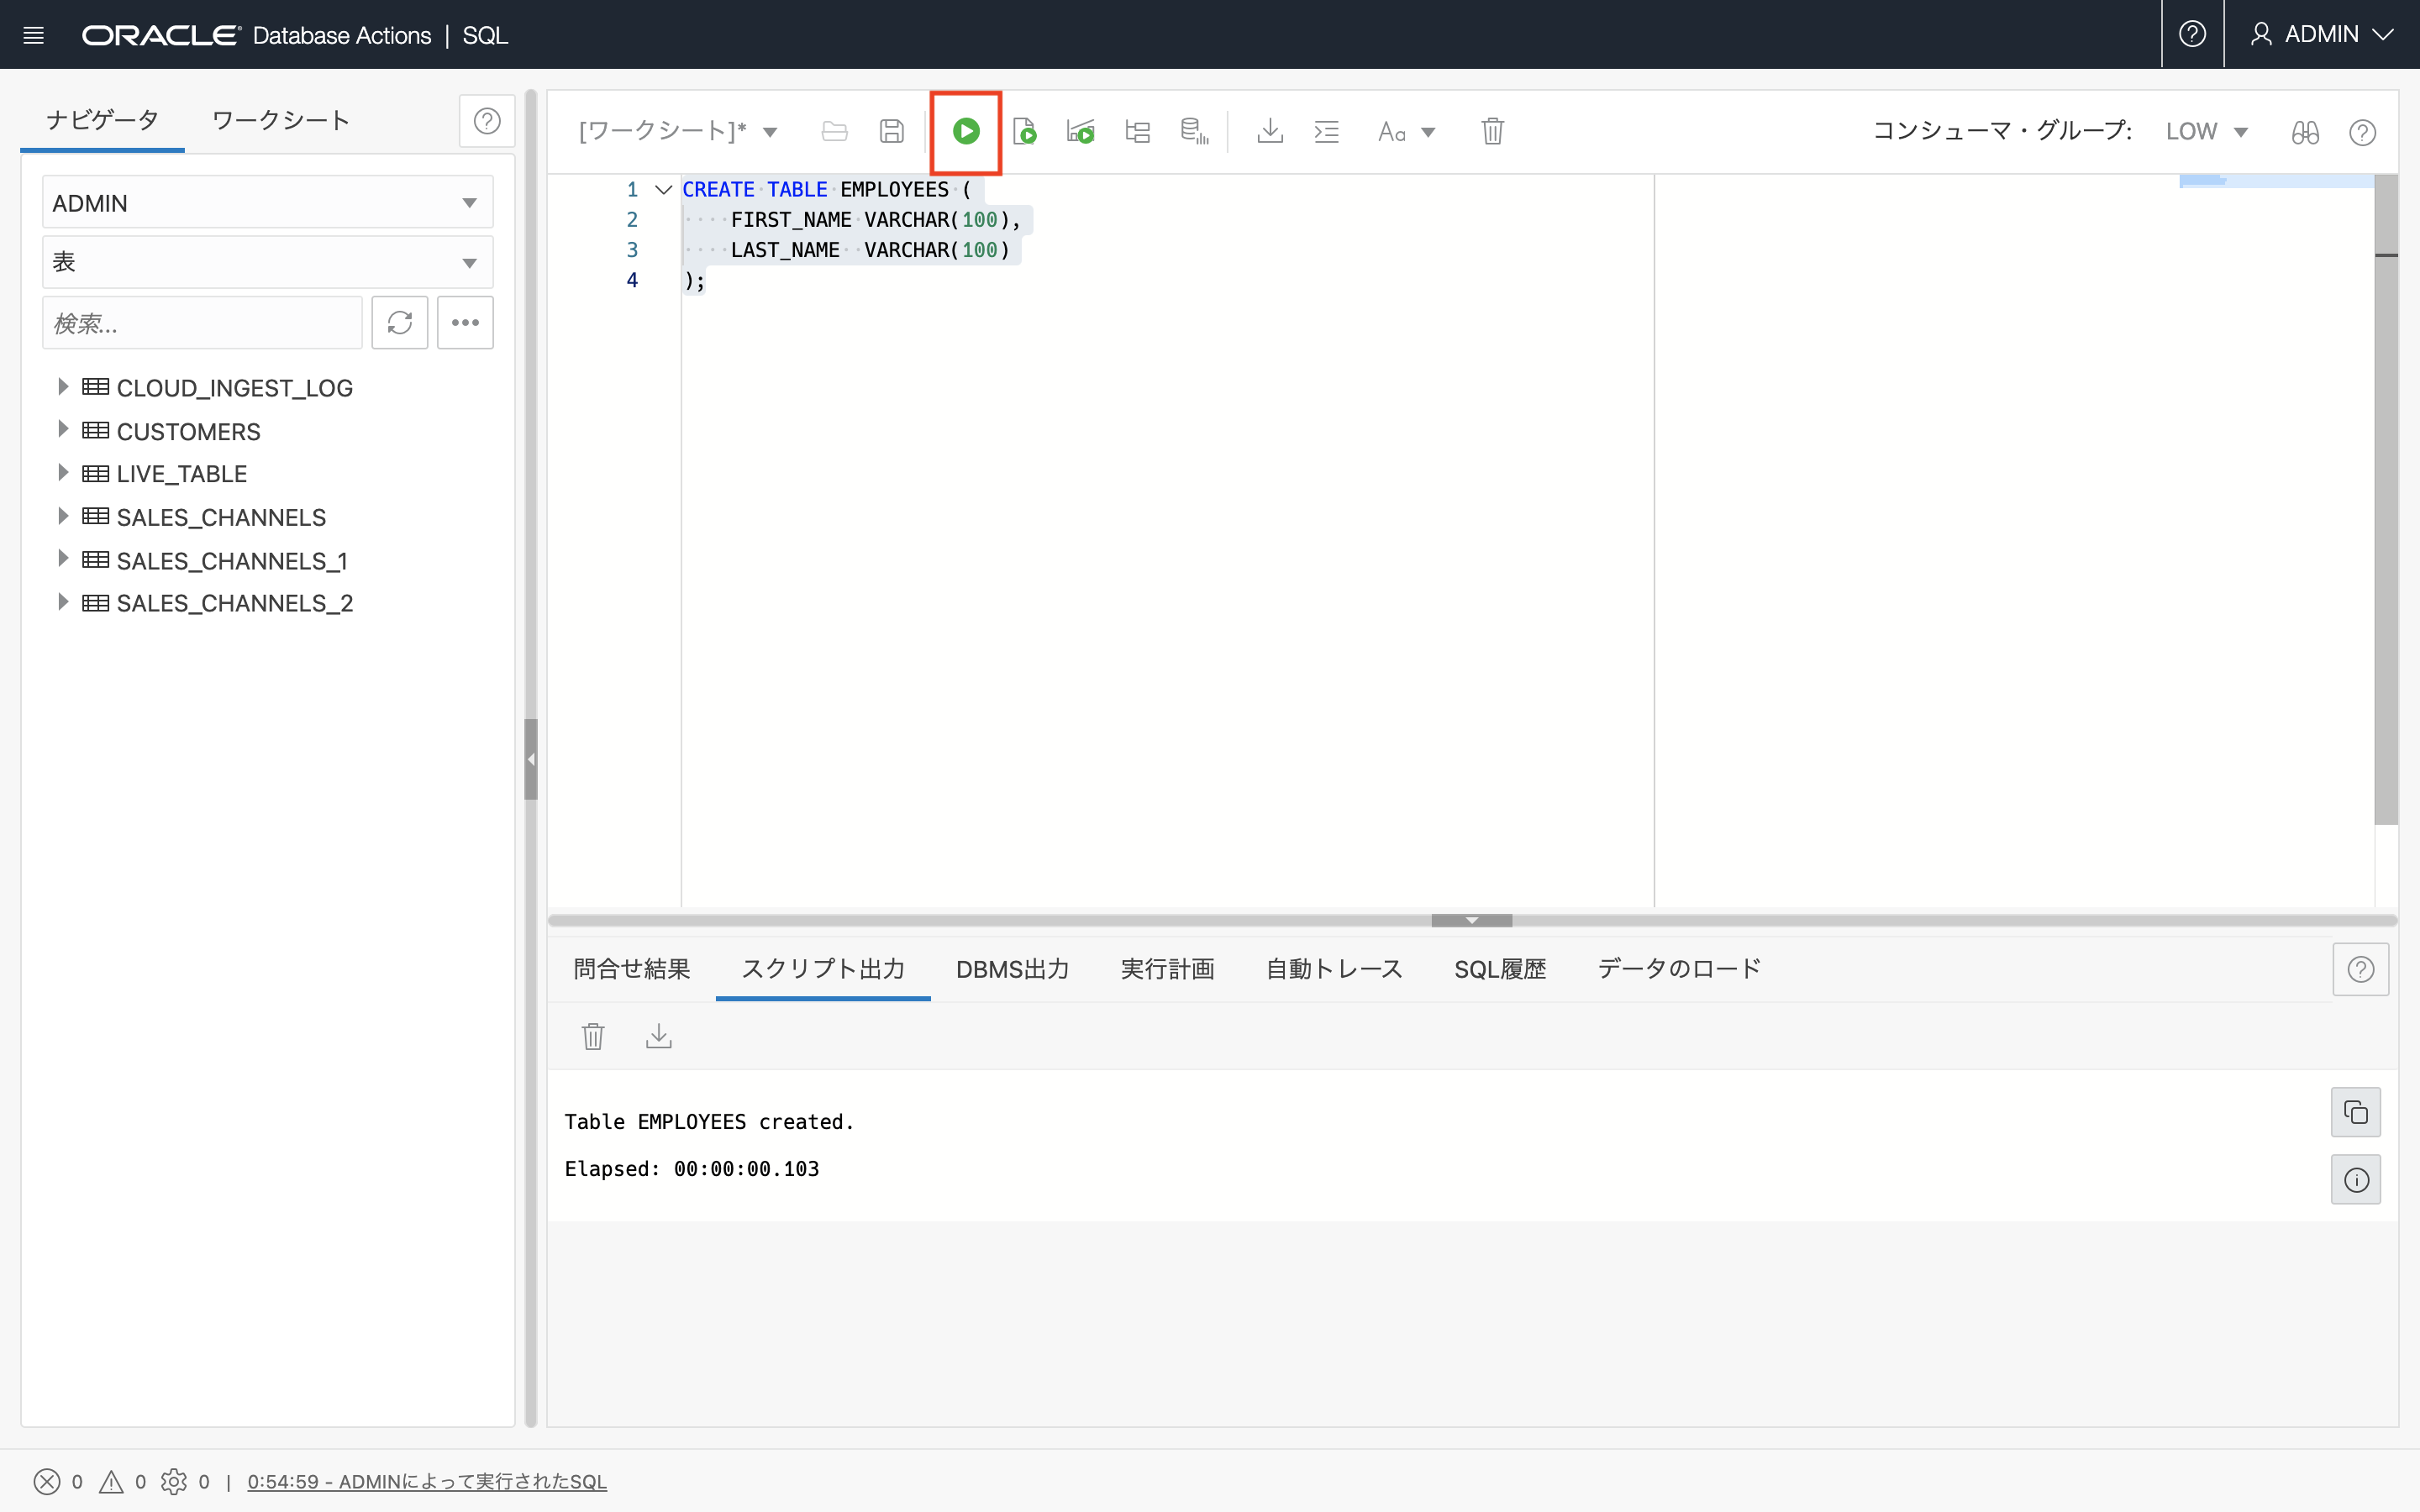 ORACLE Database Actions | SQL
ADMIN
ナビゲータ
ワークシート
ADMIN
表
検索...
CLOUD_INGEST_LOG
CUSTOMERS
LIVE_TABLE
SALES_CHANNELS
SALES_CHANNELS_1
SALES_CHANNELS_2
[ワークシート]*
Aa
コンシューマ・グループ: LOW
1 CREATE TABLE EMPLOYEES (
2 FIRST_NAME VARCHAR(100),
3 LAST_NAME VARCHAR(100)
4 );
問合せ結果 スクリプト出力 DBMS出力 実行計画 自動トレース SQL履歴 データのロード
Table EMPLOYEES created.
Elapsed: 00:00:00.103
0 0 0 | 0:54:59 - ADMINによって実行されたSQL